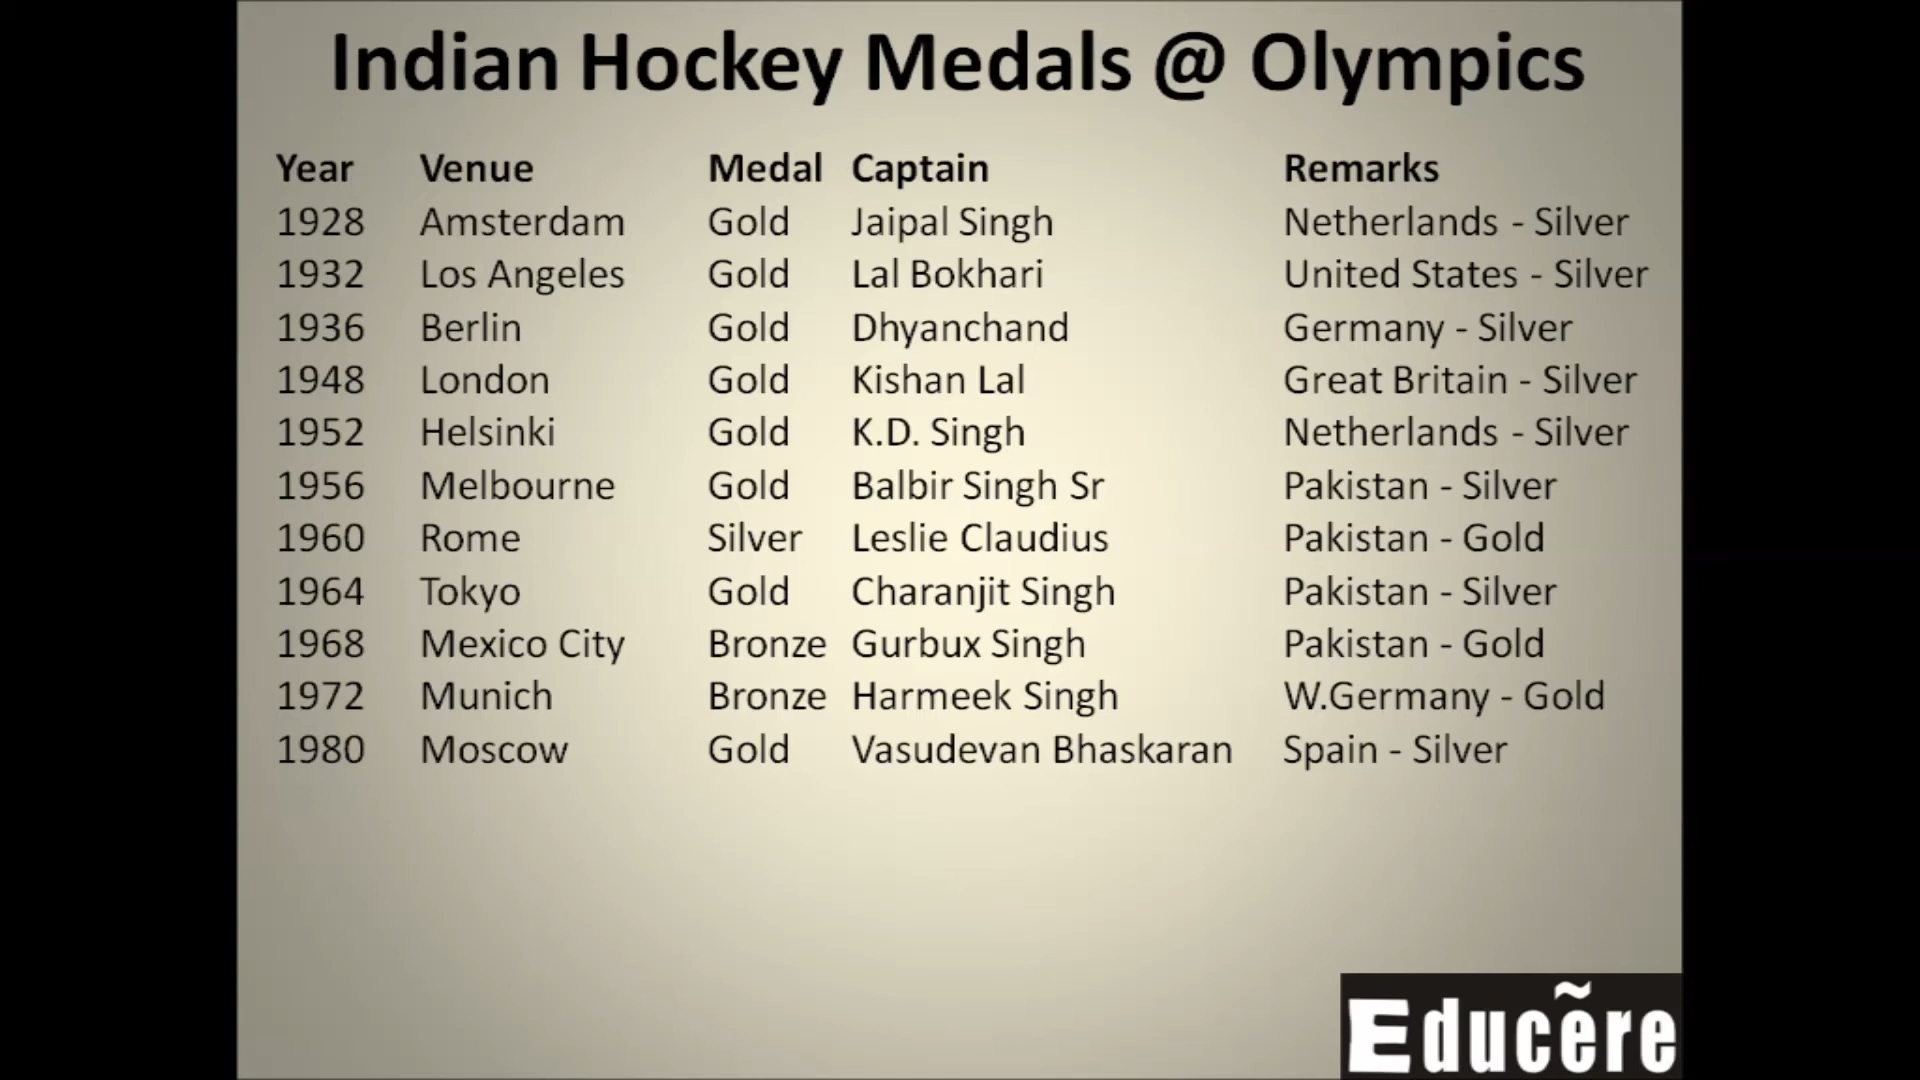 Indian Hockey Medals @ Olympics
Year Venue Medal Captain Remarks
1928 Amsterdam Gold Jaipal Singh Netherlands - Silver
1932 Los Angeles Gold Lal Bokhari United States - Silver
1936 Berlin Gold Dhyanchand Germany - Silver
1948 London Gold Kishan Lal Great Britain - Silver
1952 Helsinki Gold K.D. Singh Netherlands - Silver
1956 Melbourne Gold Balbir Singh Sr Pakistan - Silver
1960 Rome Silver Leslie Claudius Pakistan - Gold
1964 Tokyo Gold Charanjit Singh Pakistan - Silver
1968 Mexico City Bronze Gurbux Singh Pakistan - Gold
1972 Munich Bronze Harmeek Singh W.Germany - Gold
1980 Moscow Gold Vasudevan Bhaskaran Spain - Silver
Educẽre